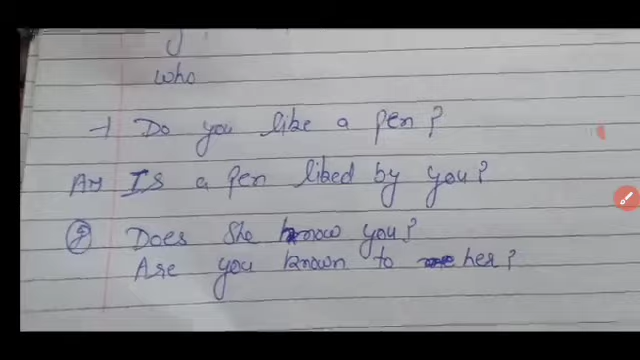 who
→ Do you like a pen?
Ans Is a pen liked by you?
② Does she know you?
Are you known to her?